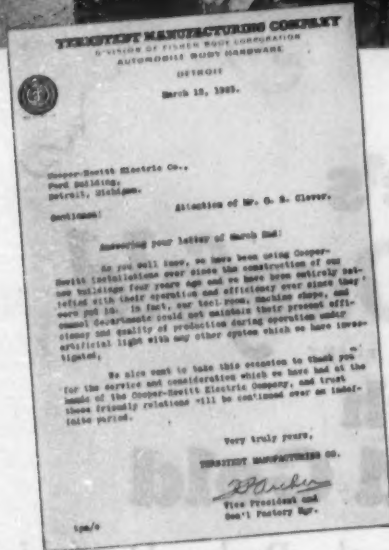 TERNSTEDT MANUFACTURING COMPANY
DIVISION OF FISHER BODY CORPORATION
AUTOMOBILE BODY HARDWARE
DETROIT
March 12, 1923.
Cooper-Hewitt Electric Co.,
Ford Building,
Detroit, Michigan.
Attention of Mr. G. B. Clover.
Gentlemen:
Answering your letter of March 2nd:
As you well know, we have been using Cooper-
Hewitt installations ever since the construction of our
new buildings four years ago and we have been entirely sat-
isfied with their operation and efficiency ever since they
were put in. In fact, our tool room, machine shops, and
enamel departments could not maintain their present effi-
ciency and quality of production during operation under
artificial light with any other system which we have inves-
tigated.
We also want to take this occasion to thank you
for the service and consideration which we have had at the
hands of the Cooper-Hewitt Electric Company, and trust
these friendly relations will be continued over an indef-
inite period.
Very truly yours,
TERNSTEDT MANUFACTURING CO.
Vice President and
Gen'l Factory Mgr.